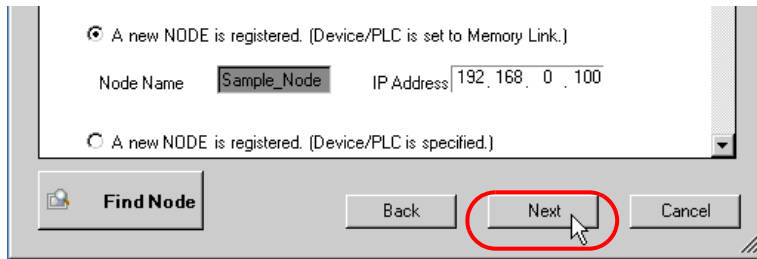 A new NODE is registered. (Device/PLC is set to Memory Link.)
Node Name Sample_Node IP Address 192. 168. 0 . 100
A new NODE is registered. (Device/PLC is specified.)
Find Node Back Next Cancel